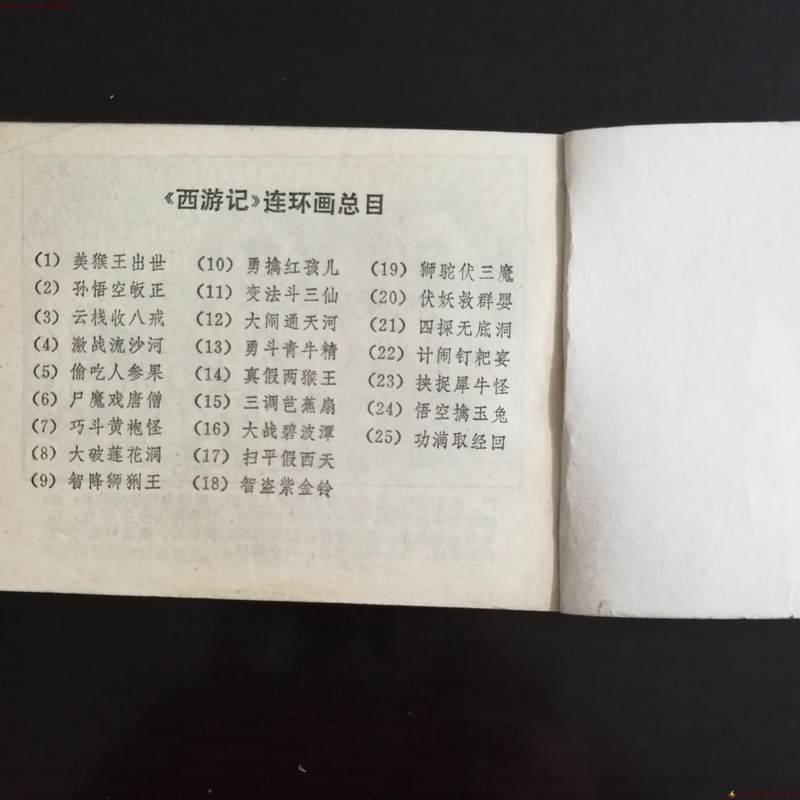 《西游记》连环画总目
(1) 美猴王出世
(2) 孙悟空皈正
(3) 云栈收八戒
(4) 激战流沙河
(5) 偷吃人参果
(6) 尸魔戏唐僧
(7) 巧斗黄袍怪
(8) 大破莲花洞
(9) 智降狮猁王
(10) 勇擒红孩儿
(11) 变法斗三仙
(12) 大闹通天河
(13) 勇斗青牛精
(14) 真假两猴王
(15) 三调芭蕉扇
(16) 大战碧波潭
(17) 扫平假西天
(18) 智盗紫金铃
(19) 狮驼伏三魔
(20) 伏妖救群婴
(21) 四探无底洞
(22) 计闹钉耙宴
(23) 挟捉犀牛怪
(24) 悟空擒玉兔
(25) 功满取经回